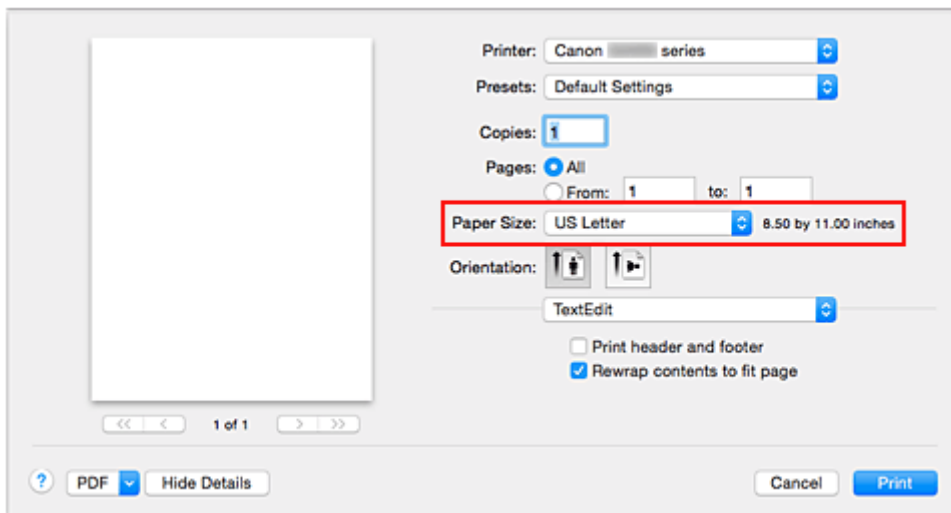 Printer: Canon series
Presets: Default Settings
Copies: 1
Pages: All
From: 1 to: 1
Paper Size: US Letter 8.50 by 11.00 inches
Orientation:
TextEdit
Print header and footer
Rewrap contents to fit page
<< < 1 of 1 > >>
? PDF Hide Details Cancel Print